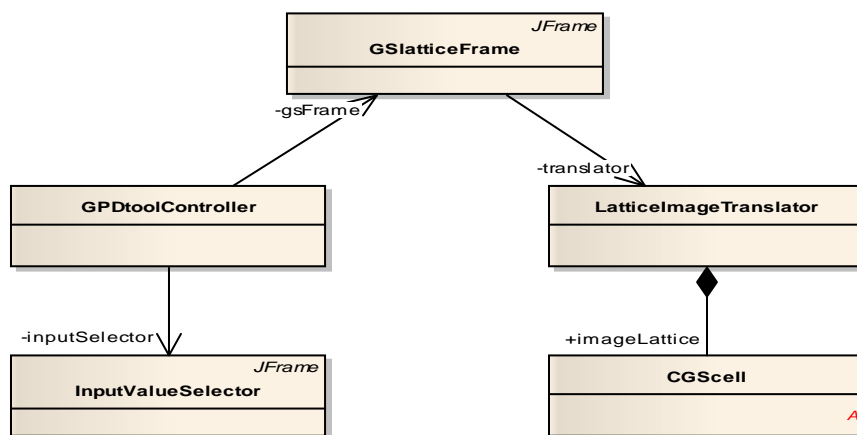 JFrame
GSlatticeFrame
-gsFrame
-translator
GPDtoolController
LatticeImageTranslator
-inputSelector
+imageLattice
JFrame
InputValueSelector
CGScell
A